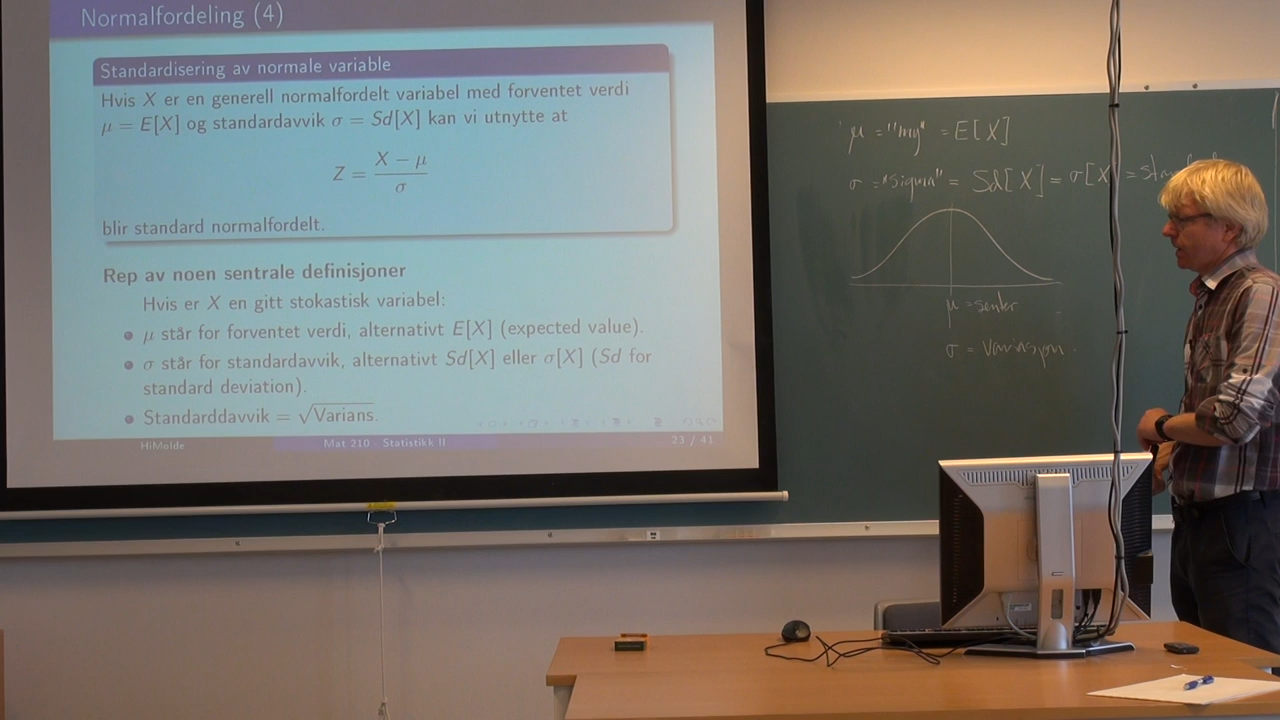 Normalfordeling (4)
Standardisering av normale variable
Hvis X er en generell normalfordelt variabel med forventet verdi
μ = E[X] og standardavvik σ = Sd[X] kan vi utnytte at
Z = (X − μ) / σ
blir standard normalfordelt.
Rep av noen sentrale definisjoner
Hvis er X en gitt stokastisk variabel:
• μ står for forventet verdi, alternativt E[X] (expected value).
• σ står for standardavvik, alternativt Sd[X] eller σ[X] (Sd for
standard deviation).
• Standarddavvik = √Varians.
HiMolde
Mat 210 Statistikk II
23 / 41
μ = "my" = E[X]
σ = "sigma" = Sd[X] = σ[X] =
μ = senter
σ = Variasjon